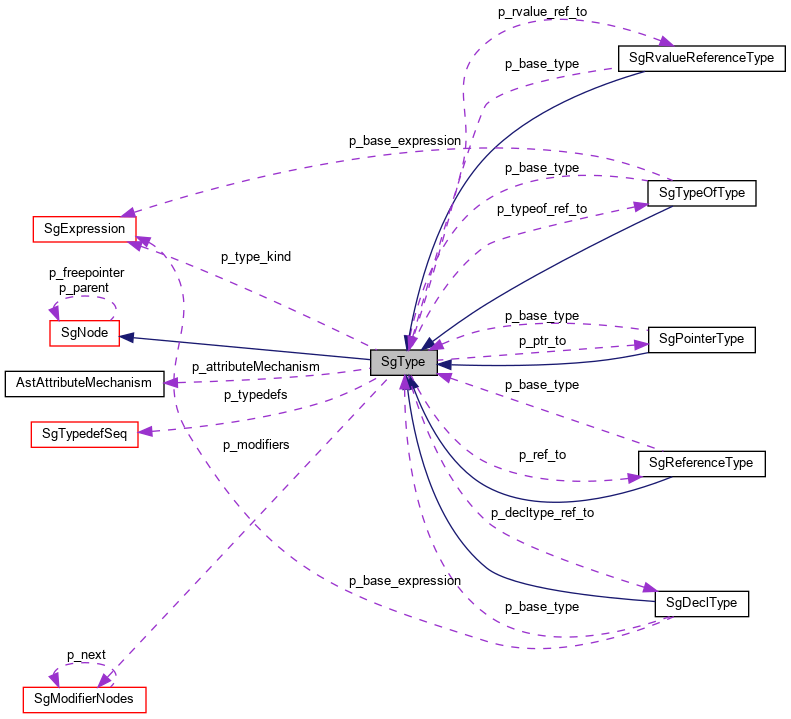 p_rvalue_ref_to
SgRvalueReferenceType
p_base_type
p_base_expression
p_base_type
SgTypeOfType
p_typeof_ref_to
SgExpression
p_type_kind
p_freepointer
p_parent
SgNode
p_base_type
p_ptr_to
SgPointerType
SgType
p_attributeMechanism
AstAttributeMechanism
p_typedefs
p_base_type
SgTypedefSeq
p_modifiers
p_ref_to
SgReferenceType
p_decltype_ref_to
p_base_expression
p_base_type
SgDeclType
p_next
SgModifierNodes